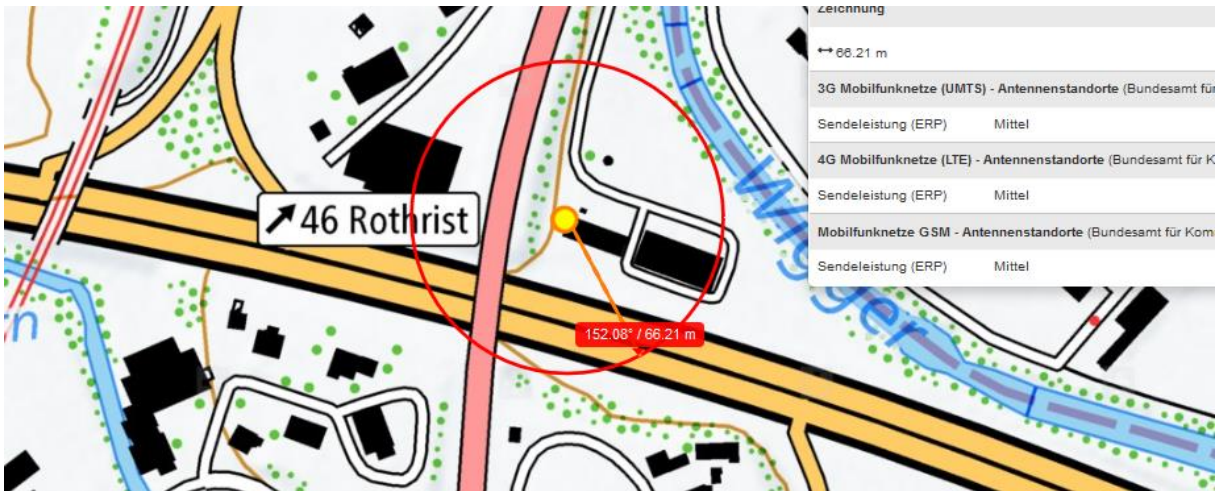 Zeichnung
↔ 66.21 m
3G Mobilfunknetze (UMTS) - Antennenstandorte (Bundesamt für
Sendeleistung (ERP) Mittel
4G Mobilfunknetze (LTE) - Antennenstandorte (Bundesamt für K
Sendeleistung (ERP) Mittel
Mobilfunknetze GSM - Antennenstandorte (Bundesamt für Kom
Sendeleistung (ERP) Mittel
46 Rothrist
152.08° / 66.21 m
Wigger